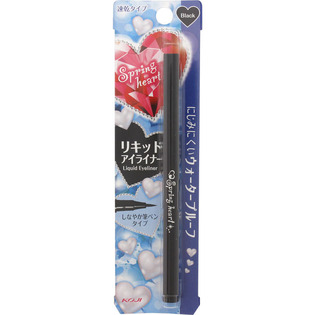 速乾タイプ
Black
Spring
heart
リキッド
アイライナー
Liquid Eyeliner
しなやか筆ペン
タイプ
にじみにくいウォータープルーフ
Spring heart
KOJI